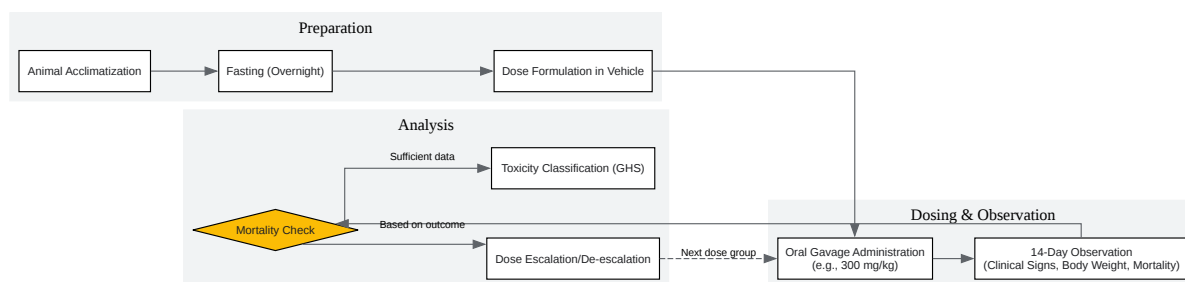 Preparation
Animal Acclimatization
Fasting (Overnight)
Dose Formulation in Vehicle
Analysis
Sufficient data
Toxicity Classification (GHS)
Mortality Check
Based on outcome
Dose Escalation/De-escalation
Next dose group
Dosing & Observation
Oral Gavage Administration
(e.g., 300 mg/kg)
14-Day Observation
(Clinical Signs, Body Weight, Mortality)